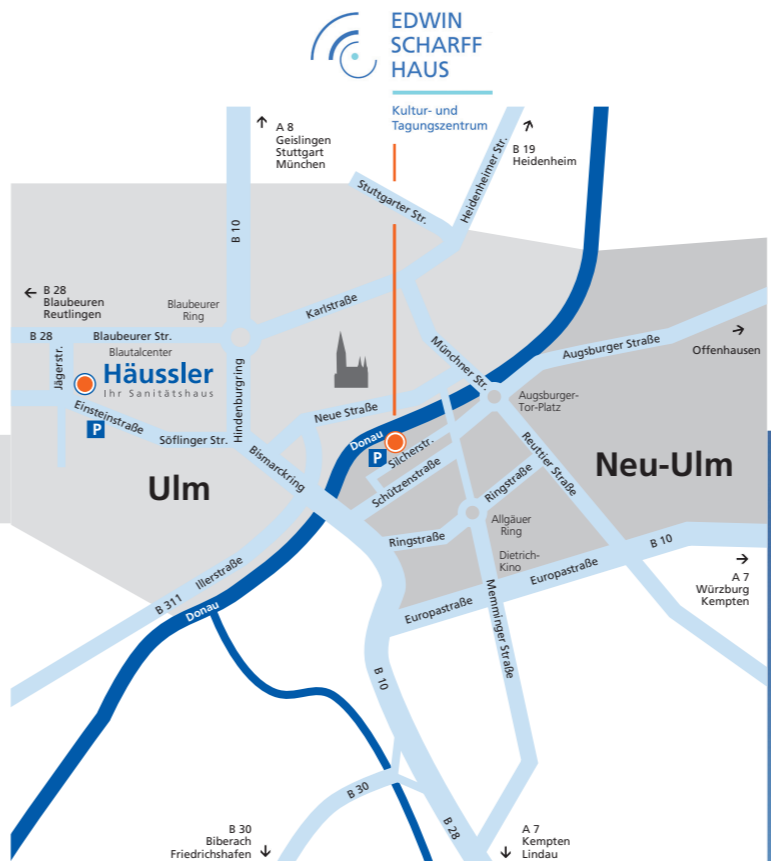 EDWIN
SCHARFF
HAUS
Kultur- und
Tagungszentrum
A 8
Geislingen
Stuttgart
München
B 19
Heidenheim
Heidenheimer Str.
Stuttgarter Str.
B 10
B 28
Blaubeuren
Reutlingen
Blaubeurer
Ring
Karlstraße
B 28
Blaubeurer Str.
Münchner Str.
Augsburger Straße
Offenhausen
Blautalcenter
Häussler
Ihr Sanitätshaus
Jägerstr.
Hindenburgring
Augsburger-
Tor-Platz
Einsteinstraße
P
Neue Straße
Söflinger Str.
Donau
P
Silcherstr.
Bismarckring
Schützenstraße
Reuttier Straße
Ulm
Neu-Ulm
Ringstraße
Ringstraße
Allgäuer
Ring
Dietrich-
Kino
B 10
Europastraße
A 7
Würzburg
Kempten
Illerstraße
B 311
Donau
Europastraße
Memminger Straße
B 10
B 30
B 28
B 30
Biberach
Friedrichshafen
A 7
Kempten
Lindau